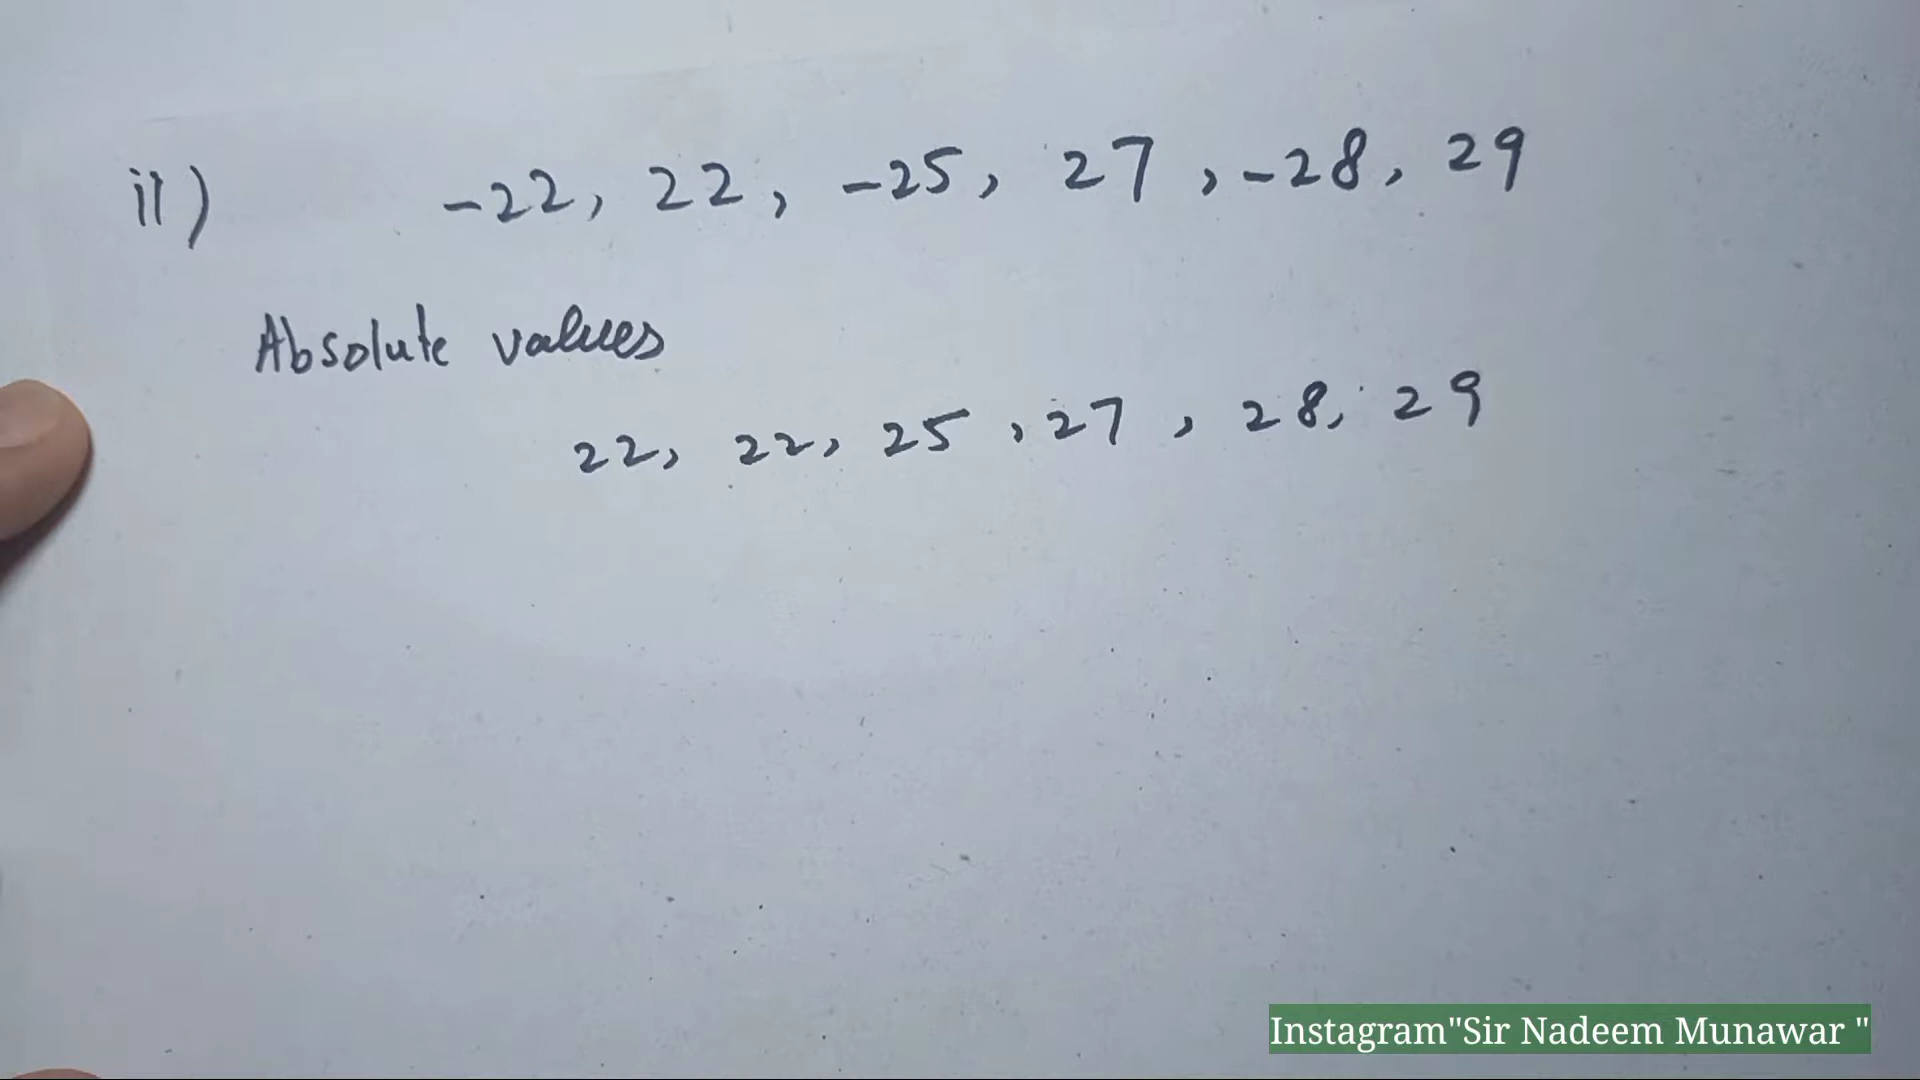 ii) -22, 22, -25, 27, -28, 29
Absolute values
22, 22, 25, 27, 28, 29
Instagram"Sir Nadeem Munawar "